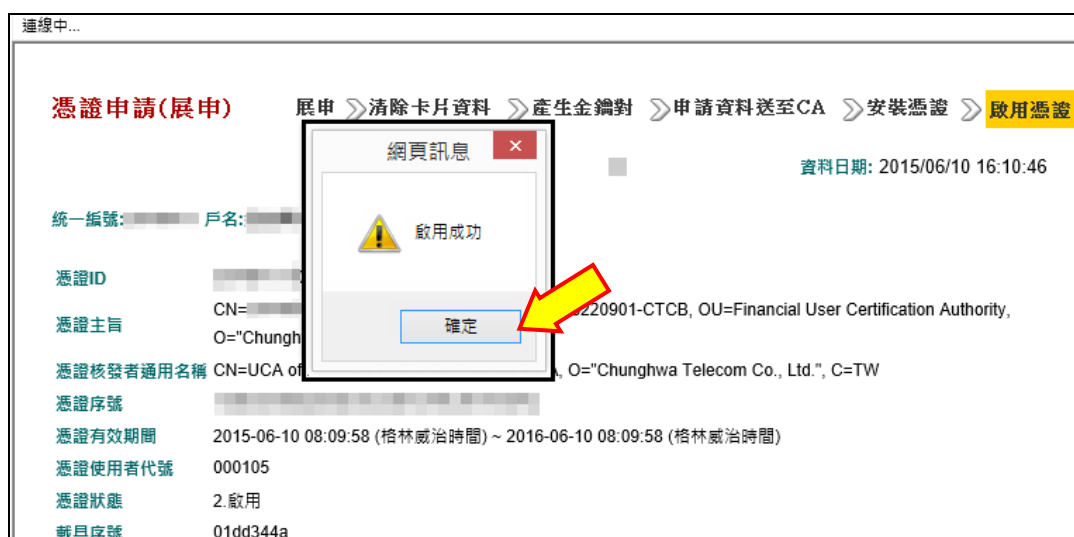 連線中...
憑證申請(展申) 展申 清除卡片資料 產生金鑰對 申請資料送至CA 安裝憑證 啟用憑證
網頁訊息
資料日期: 2015/06/10 16:10:46
統一編號: 戶名:
啟用成功
憑證ID
憑證主旨 CN= 220901-CTCB, OU=Financial User Certification Authority,
O="Chungh
確定
憑證核發者通用名稱 CN=UCA of , O="Chunghwa Telecom Co., Ltd.", C=TW
憑證序號
憑證有效期間 2015-06-10 08:09:58 (格林威治時間) ~ 2016-06-10 08:09:58 (格林威治時間)
憑證使用者代號 000105
憑證狀態 2.啟用
載具序號 01dd344a